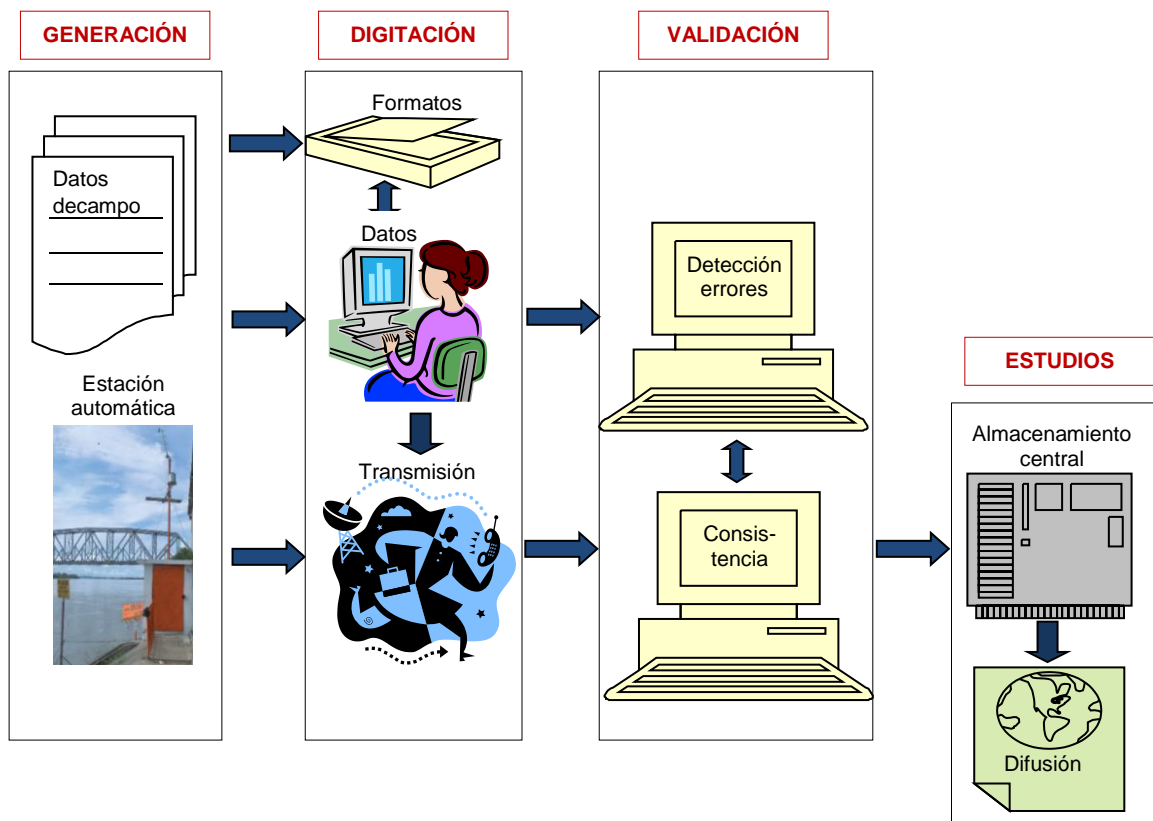 GENERACIÓN
DIGITACIÓN
VALIDACIÓN
Formatos
Datos
decampo
Datos
Detección
errores
ESTUDIOS
Estación
automática
Almacenamiento
central
Transmisión
Consis-
tencia
Difusión